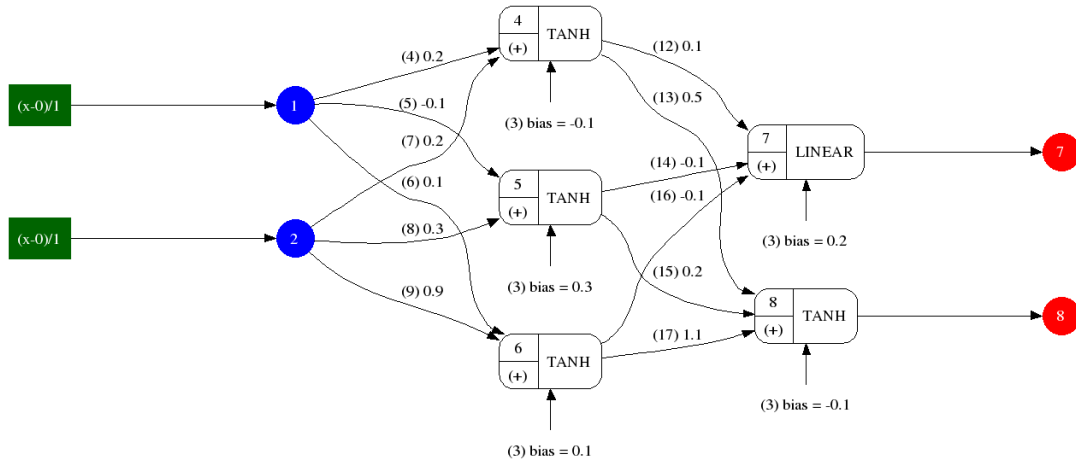 4
TANH
(+)
(12) 0.1
(4) 0.2
(x-0)/1
1
(5) -0.1
(13) 0.5
(3) bias = -0.1
(7) 0.2
7
LINEAR
(+)
7
(14) -0.1
(6) 0.1
5
TANH
(+)
(16) -0.1
(x-0)/1
2
(8) 0.3
(3) bias = 0.2
(15) 0.2
(9) 0.9
(3) bias = 0.3
8
TANH
(+)
8
(17) 1.1
6
TANH
(+)
(3) bias = -0.1
(3) bias = 0.1